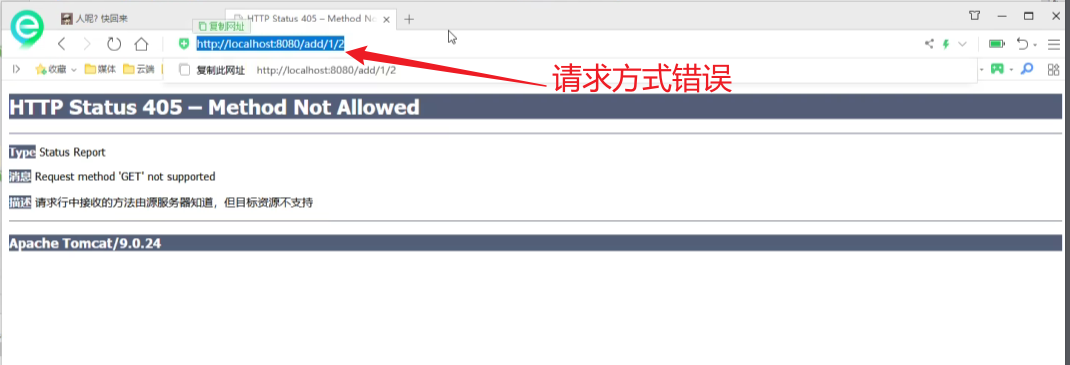 人呢？快回来
HTTP Status 405 – Method No
复制网址
http://localhost:8080/add/1/2
收藏 媒体 云端
复制此网址 http://localhost:8080/add/1/2
请求方式错误
HTTP Status 405 – Method Not Allowed
Type Status Report
消息 Request method 'GET' not supported
描述 请求行中接收的方法由源服务器知道，但目标资源不支持
Apache Tomcat/9.0.24